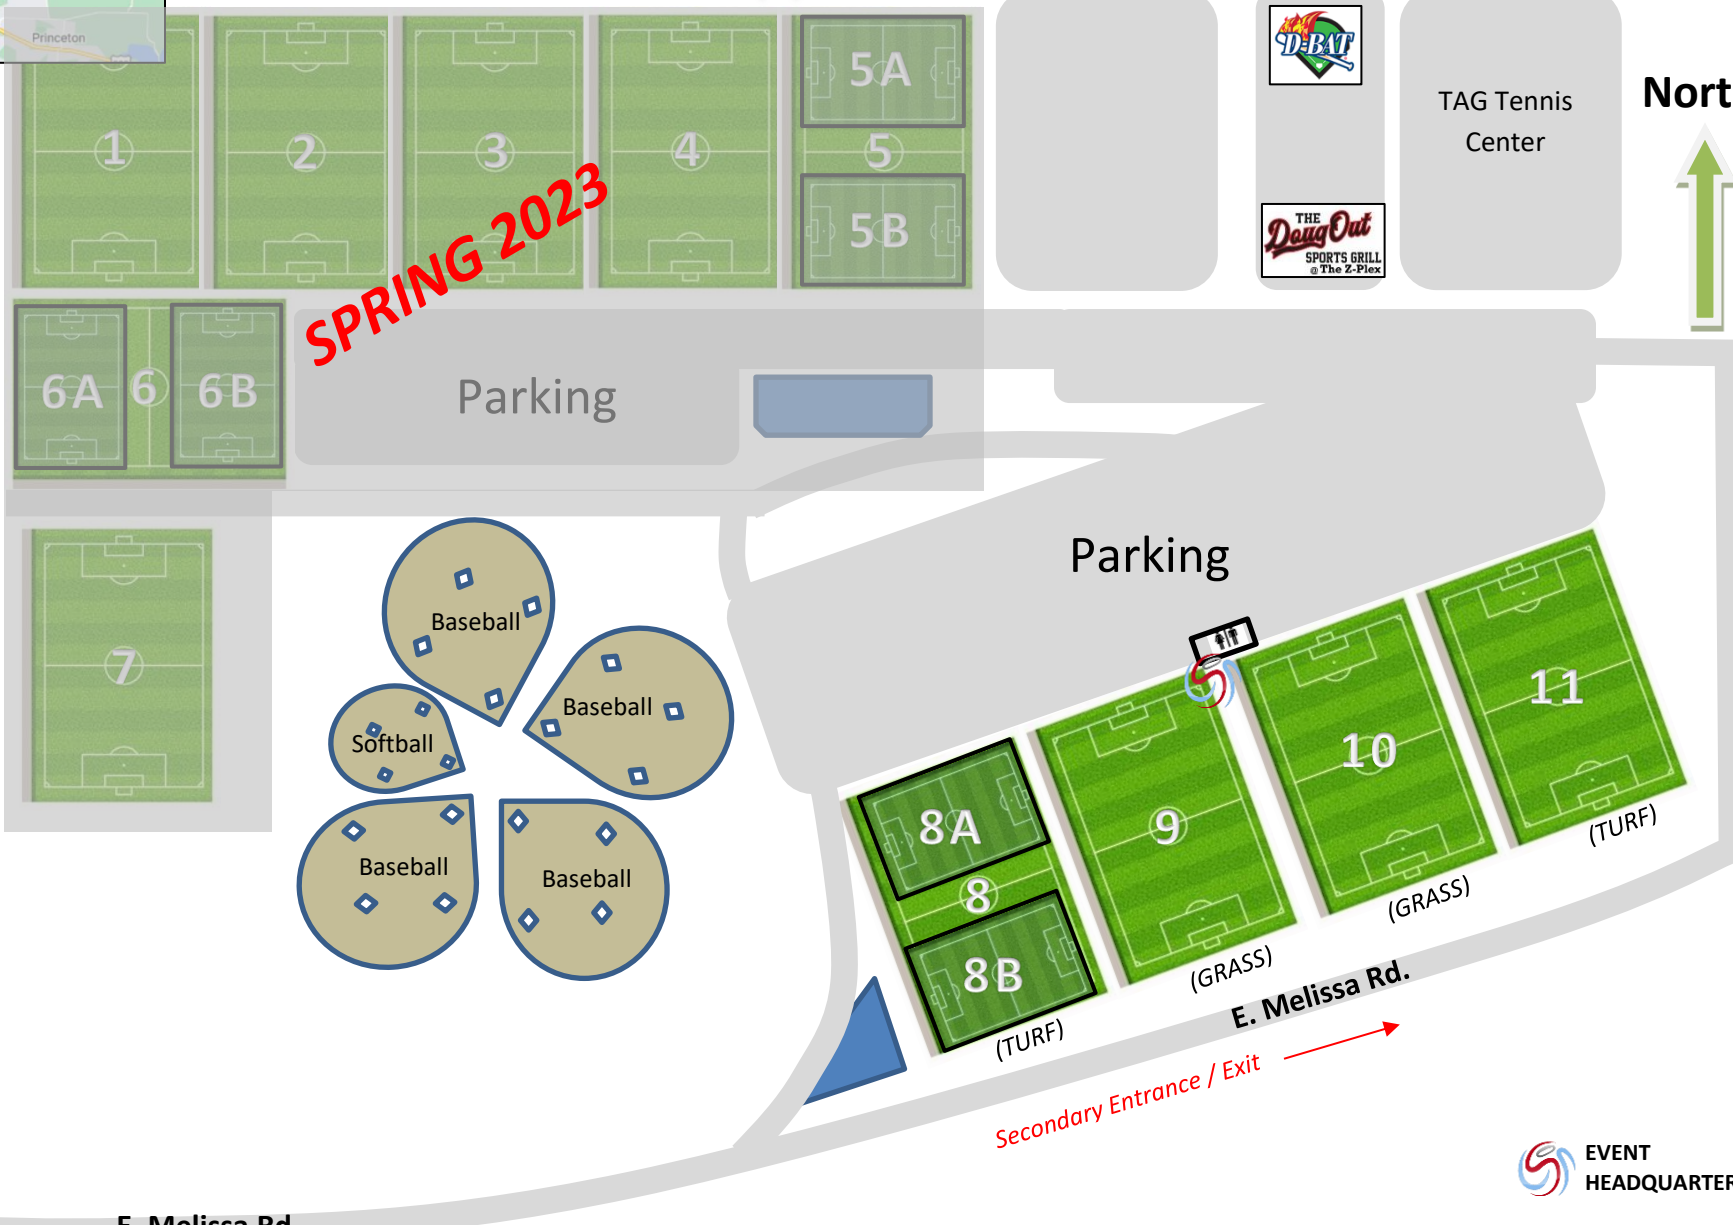 Princeton
1
2
3
4
5A
5
5B
D-BAT
TAG Tennis
Center
Nort
THE
DougOut
SPORTS GRILL
@ The Z-Plex
SPRING 2023
6A
6
6B
Parking
Parking
7
Baseball
Baseball
Softball
Baseball
Baseball
8A
8
8B
9
10
11
(TURF)
(GRASS)
(GRASS)
(TURF)
E. Melissa Rd.
Secondary Entrance / Exit
EVENT
HEADQUARTER
E. Melissa Rd